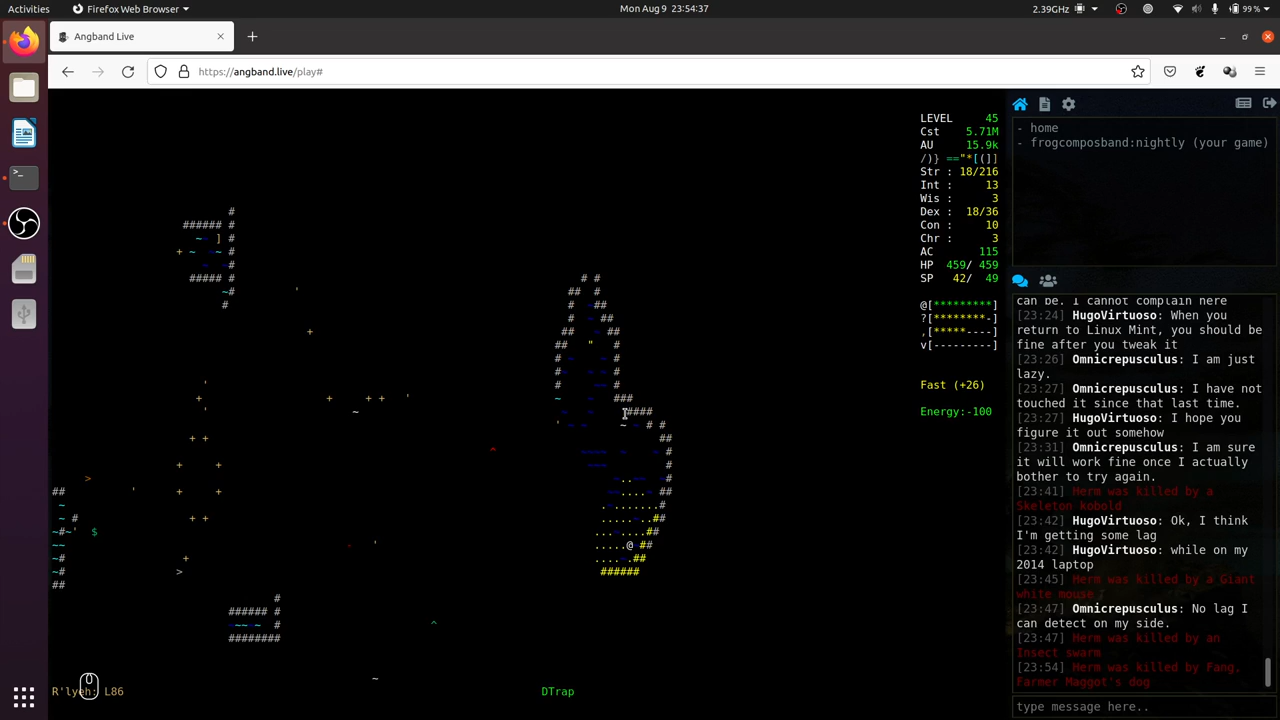 Activities
Firefox Web Browser
Mon Aug 9 23:54:37
2.39GHz
99 %
Angband Live
https://angband.live/play#
LEVEL 45
Cst 5.71M
AU 15.9k
/)} =="*[(]]
Str : 18/216
Int : 13
Wis : 3
Dex : 18/36
Con : 10
Chr : 3
AC 115
HP 459/ 459
SP 42/ 49
@[*********]
?[********-]
,[*****----]
v[---------]
Fast (+26)
Energy:-100
R'lyeh: L86
DTrap
- home
- frogcomposband:nightly (your game)
can be. I cannot complain here
[23:24] HugoVirtuoso: When you
return to Linux Mint, you should be
fine after you tweak it
[23:26] Omnicrepusculus: I am just
lazy.
[23:27] Omnicrepusculus: I have not
touched it since that last time.
[23:27] HugoVirtuoso: I hope you
figure it out somehow
[23:31] Omnicrepusculus: I am sure
it will work fine once I actually
bother to try again.
[23:41] Herm was killed by a
Skeleton kobold
[23:42] HugoVirtuoso: Ok, I think
I'm getting some lag
[23:42] HugoVirtuoso: while on my
2014 laptop
[23:45] Herm was killed by a Giant
white mouse
[23:47] Omnicrepusculus: No lag I
can detect on my side.
[23:47] Herm was killed by an
Insect swarm
[23:54] Herm was killed by Fang,
Farmer Maggot's dog
type message here..